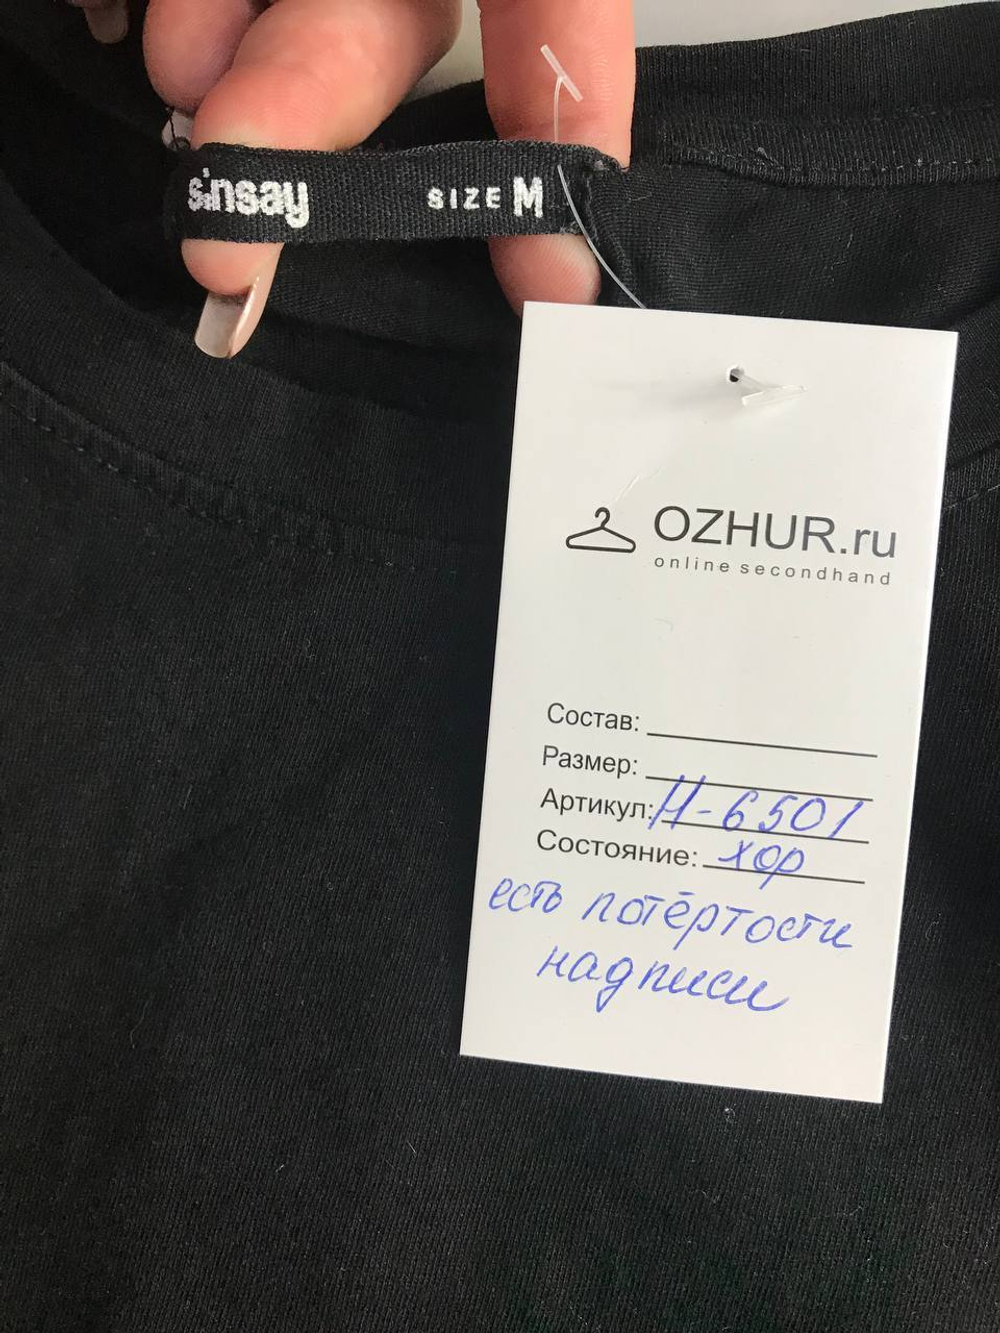 sinsay SIZE M
OZHUR.ru
online secondhand
Состав:
Размер:
Артикул: Н-6501
Состояние: хор
есть потёртости
надписи